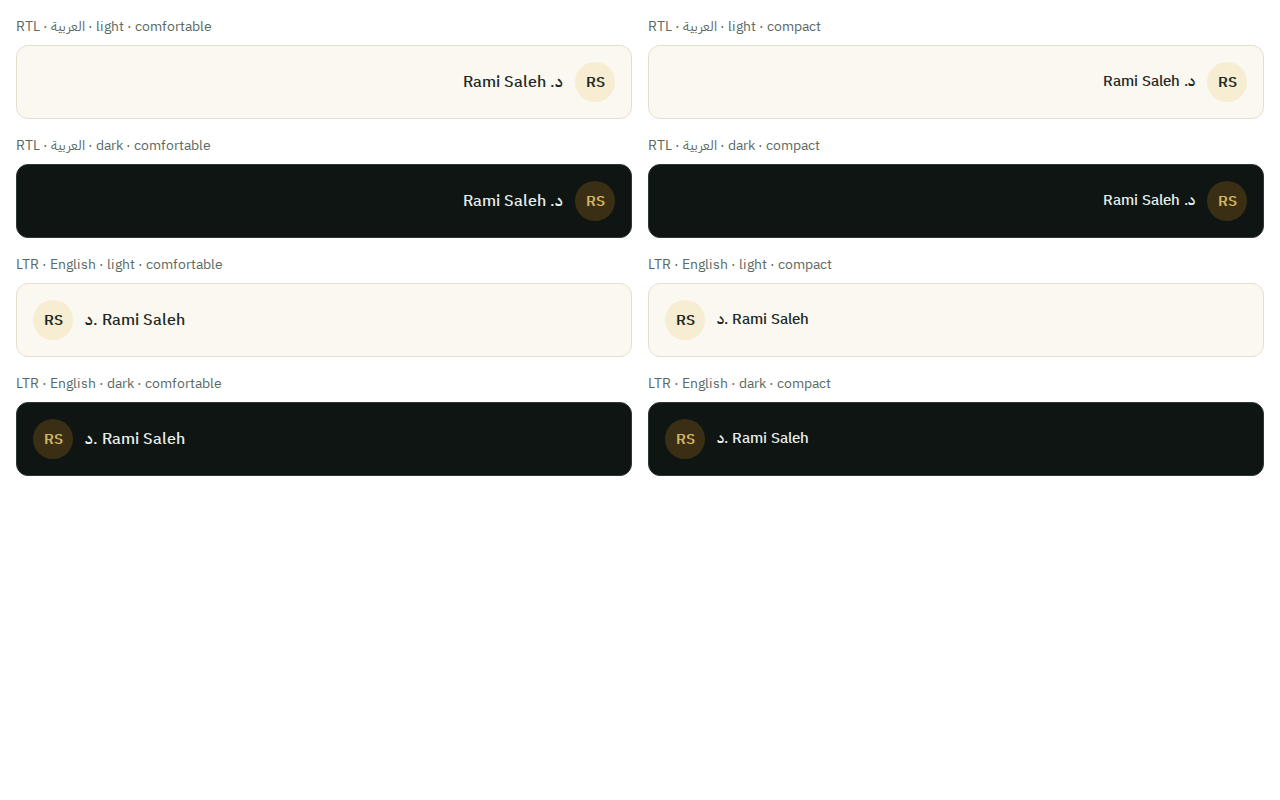 RTL · العربية · light · comfortable
د. Rami Saleh
RS
RTL · العربية · light · compact
د. Rami Saleh
RS
RTL · العربية · dark · comfortable
د. Rami Saleh
RS
RTL · العربية · dark · compact
د. Rami Saleh
RS
LTR · English · light · comfortable
RS
د. Rami Saleh
LTR · English · light · compact
RS
د. Rami Saleh
LTR · English · dark · comfortable
RS
د. Rami Saleh
LTR · English · dark · compact
RS
د. Rami Saleh